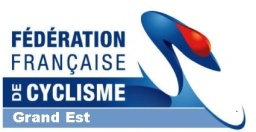 FÉDÉRATION
FRANÇAISE
DE CYCLISME
Grand Est